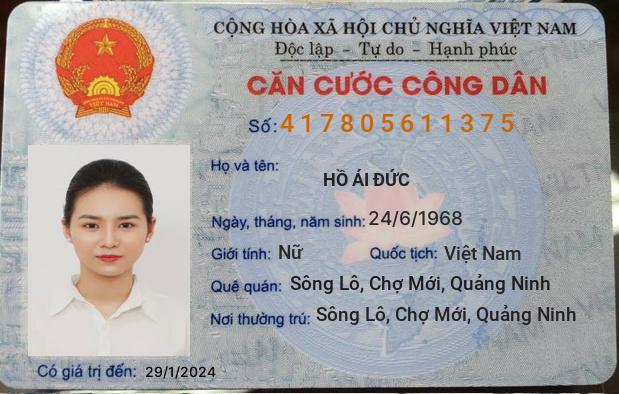 CỘNG HÒA XÃ HỘI CHỦ NGHĨA VIỆT NAM
Độc lập - Tự do - Hạnh phúc
CĂN CƯỚC CÔNG DÂN
Số: 417805611375
Họ và tên:
HỒ ÁI ĐỨC
Ngày, tháng, năm sinh: 24/6/1968
Giới tính: Nữ Quốc tịch: Việt Nam
Quê quán: Sông Lô, Chợ Mới, Quảng Ninh
Nơi thường trú: Sông Lô, Chợ Mới, Quảng Ninh
Có giá trị đến: 29/1/2024
VIỆT NAM